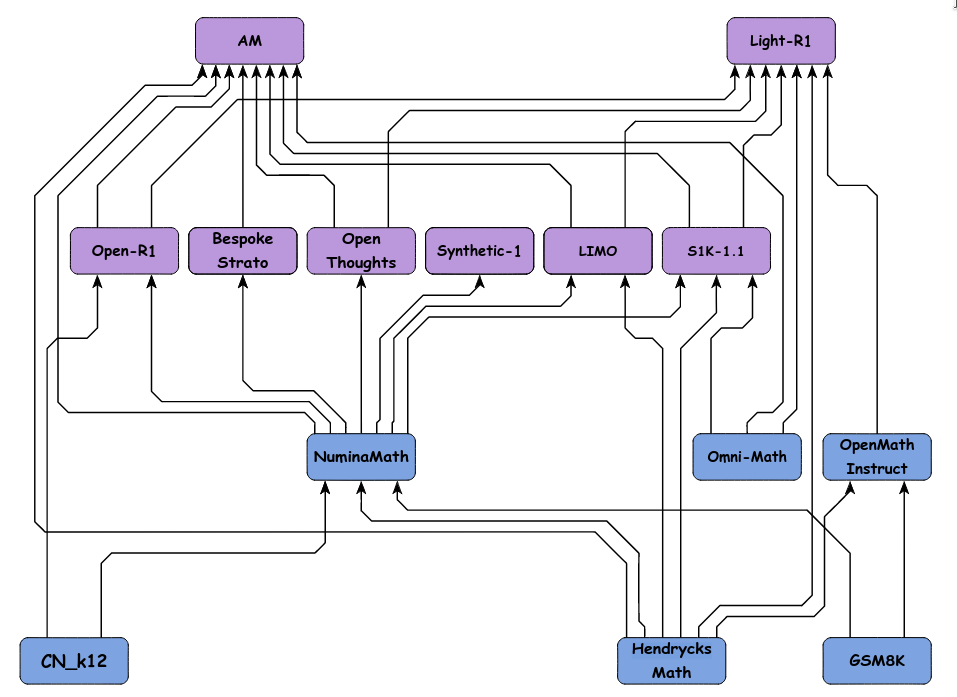 AM
Light-R1
Open-R1
Bespoke
Strato
Open
Thoughts
Synthetic-1
LIMO
S1K-1.1
NuminaMath
Omni-Math
OpenMath
Instruct
CN_k12
Hendrycks
Math
GSM8K